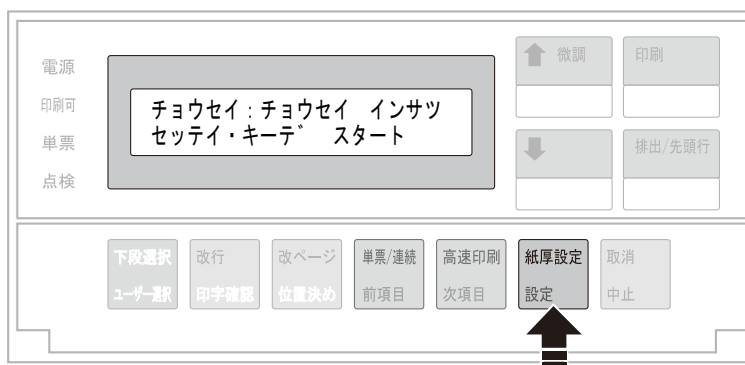 電源
印刷可
単票
点検
チョウセイ：チョウセイ　インサツ
セッテイ・キーデ゛　スタート
微調
印刷
排出/先頭行
下段選択
ユーザー選択
改行
印字確認
改ページ
位置決め
単票/連続
前項目
高速印刷
次項目
紙厚設定
設定
取消
中止